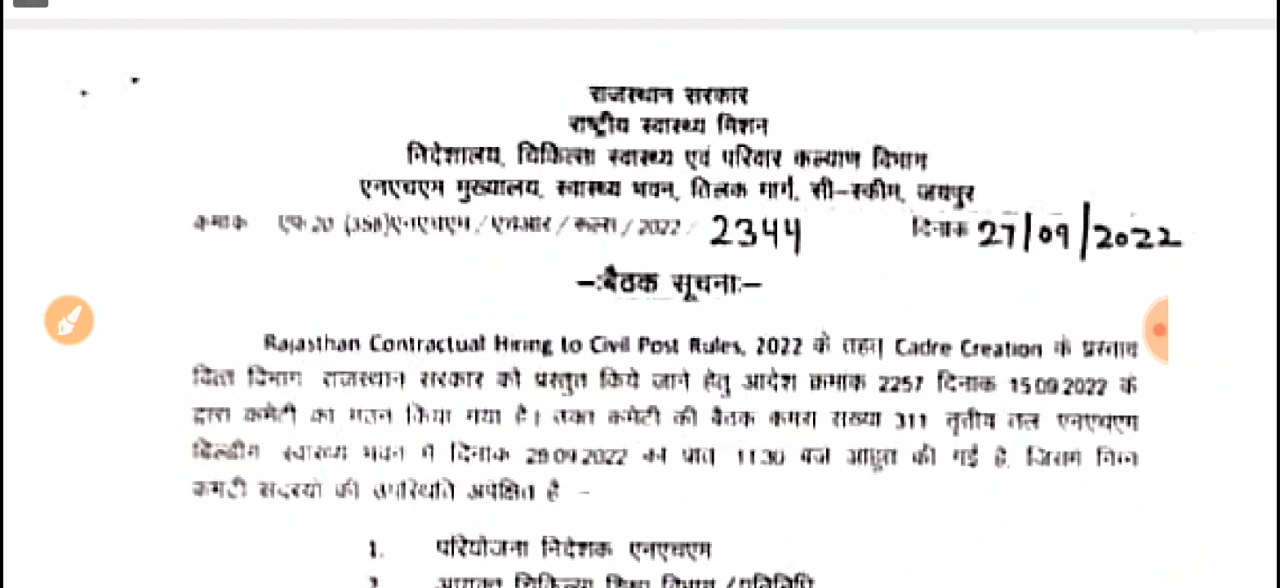 राजस्थान सरकार
राष्ट्रीय स्वास्थ्य मिशन
निदेशालय, चिकित्सा स्वास्थ्य एवं परिवार कल्याण विभाग
एनएचएम मुख्यालय, स्वास्थ्य भवन, तिलक मार्ग, सी-स्कीम, जयपुर
क्रमांक एफ 20 (358)एनएचएम/एचआर/ /2022/ 2344 दिनांक 27/09/2022
-:बैठक सूचना:-
Rajasthan Contractual Hiring to Civil Post Rules, 2022 के तहत Cadre Creation के प्रस्ताव
वित्त विभाग राजस्थान सरकार को प्रस्तुत किये जाने हेतु आदेश क्रमांक 2257 दिनांक 15.09.2022 के
द्वारा कमेटी का गठन किया गया है। उक्त कमेटी की बैठक कमरा संख्या 311 तृतीय तल एनएचएम
बिल्डींग स्वास्थ्य भवन में दिनांक 28.09.2022 को प्रातः 11.30 बजे आहुत की गई है, जिसमें निम्न
कमेटी सदस्यों की उपस्थिति अपेक्षित है –
1. परियोजना निदेशक एनएचएम